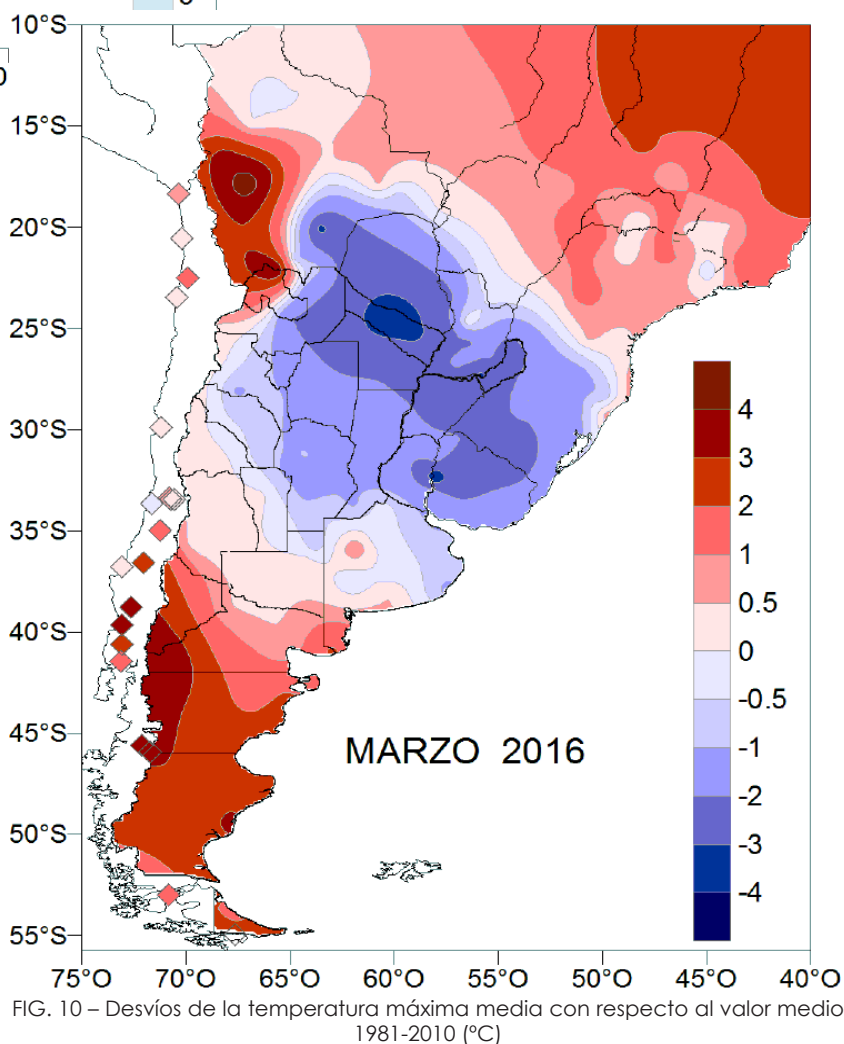 0
10°S
15°S
20°S
25°S
30°S
35°S
40°S
45°S
50°S
55°S
4
3
2
1
0.5
0
-0.5
-1
-2
-3
-4
MARZO 2016
75°O 70°O 65°O 60°O 55°O 50°O 45°O 40°O
FIG. 10 – Desvíos de la temperatura máxima media con respecto al valor medio
1981-2010 (ºC)